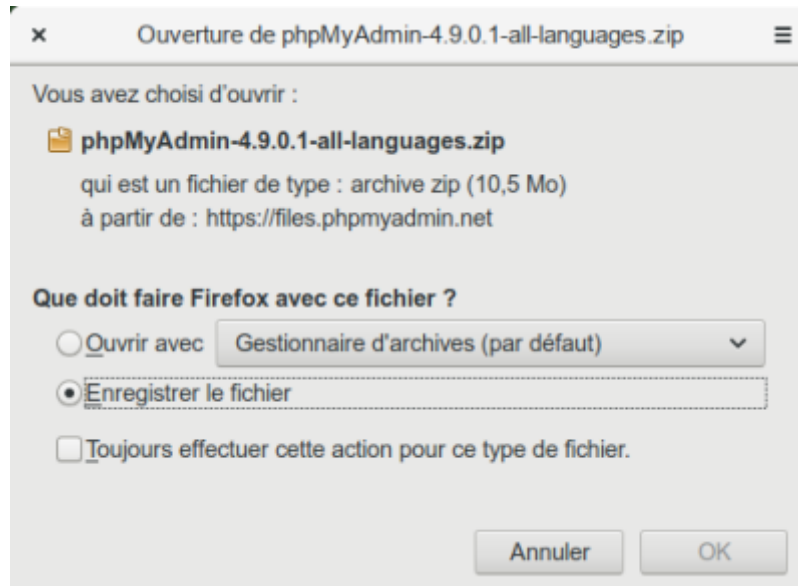 Ouverture de phpMyAdmin-4.9.0.1-all-languages.zip
Vous avez choisi d'ouvrir :
phpMyAdmin-4.9.0.1-all-languages.zip
qui est un fichier de type : archive zip (10,5 Mo)
à partir de : https://files.phpmyadmin.net
Que doit faire Firefox avec ce fichier ?
Ouvrir avec Gestionnaire d'archives (par défaut)
Enregistrer le fichier
Toujours effectuer cette action pour ce type de fichier.
Annuler OK